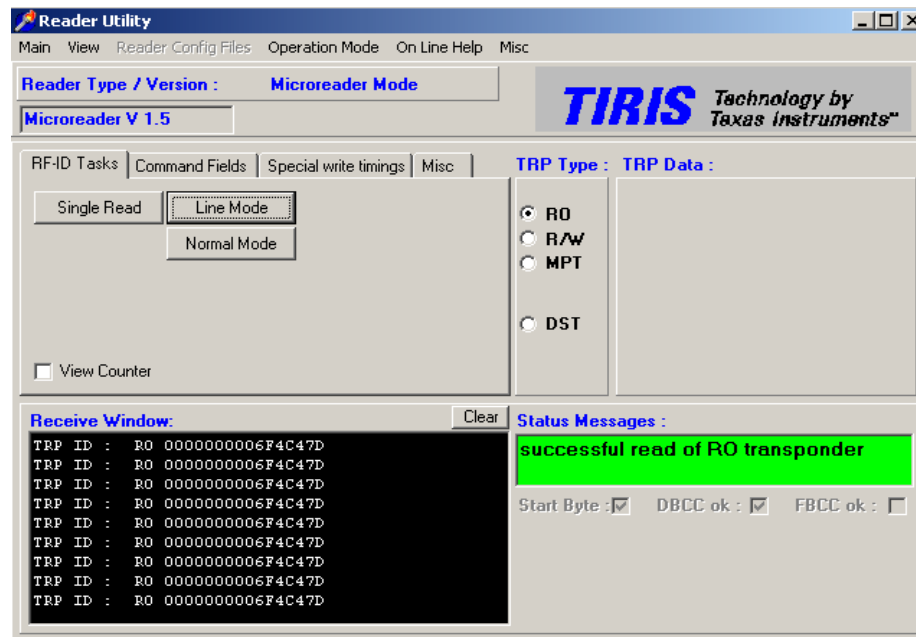 Reader Utility
Main View Reader Config Files Operation Mode On Line Help Misc
Reader Type / Version : Microreader Mode
Microreader V 1.5
TIRIS Technology by
Texas Instruments™
RF-ID Tasks Command Fields Special write timings Misc
Single Read Line Mode
Normal Mode
View Counter
TRP Type : TRP Data :
RO
R/W
MPT
DST
Receive Window: Clear
TRP ID : RO 0000000006F4C47D
TRP ID : RO 0000000006F4C47D
TRP ID : RO 0000000006F4C47D
TRP ID : RO 0000000006F4C47D
TRP ID : RO 0000000006F4C47D
TRP ID : RO 0000000006F4C47D
TRP ID : RO 0000000006F4C47D
TRP ID : RO 0000000006F4C47D
TRP ID : RO 0000000006F4C47D
Status Messages :
successful read of RO transponder
Start Byte : DBCC ok : FBCC ok :